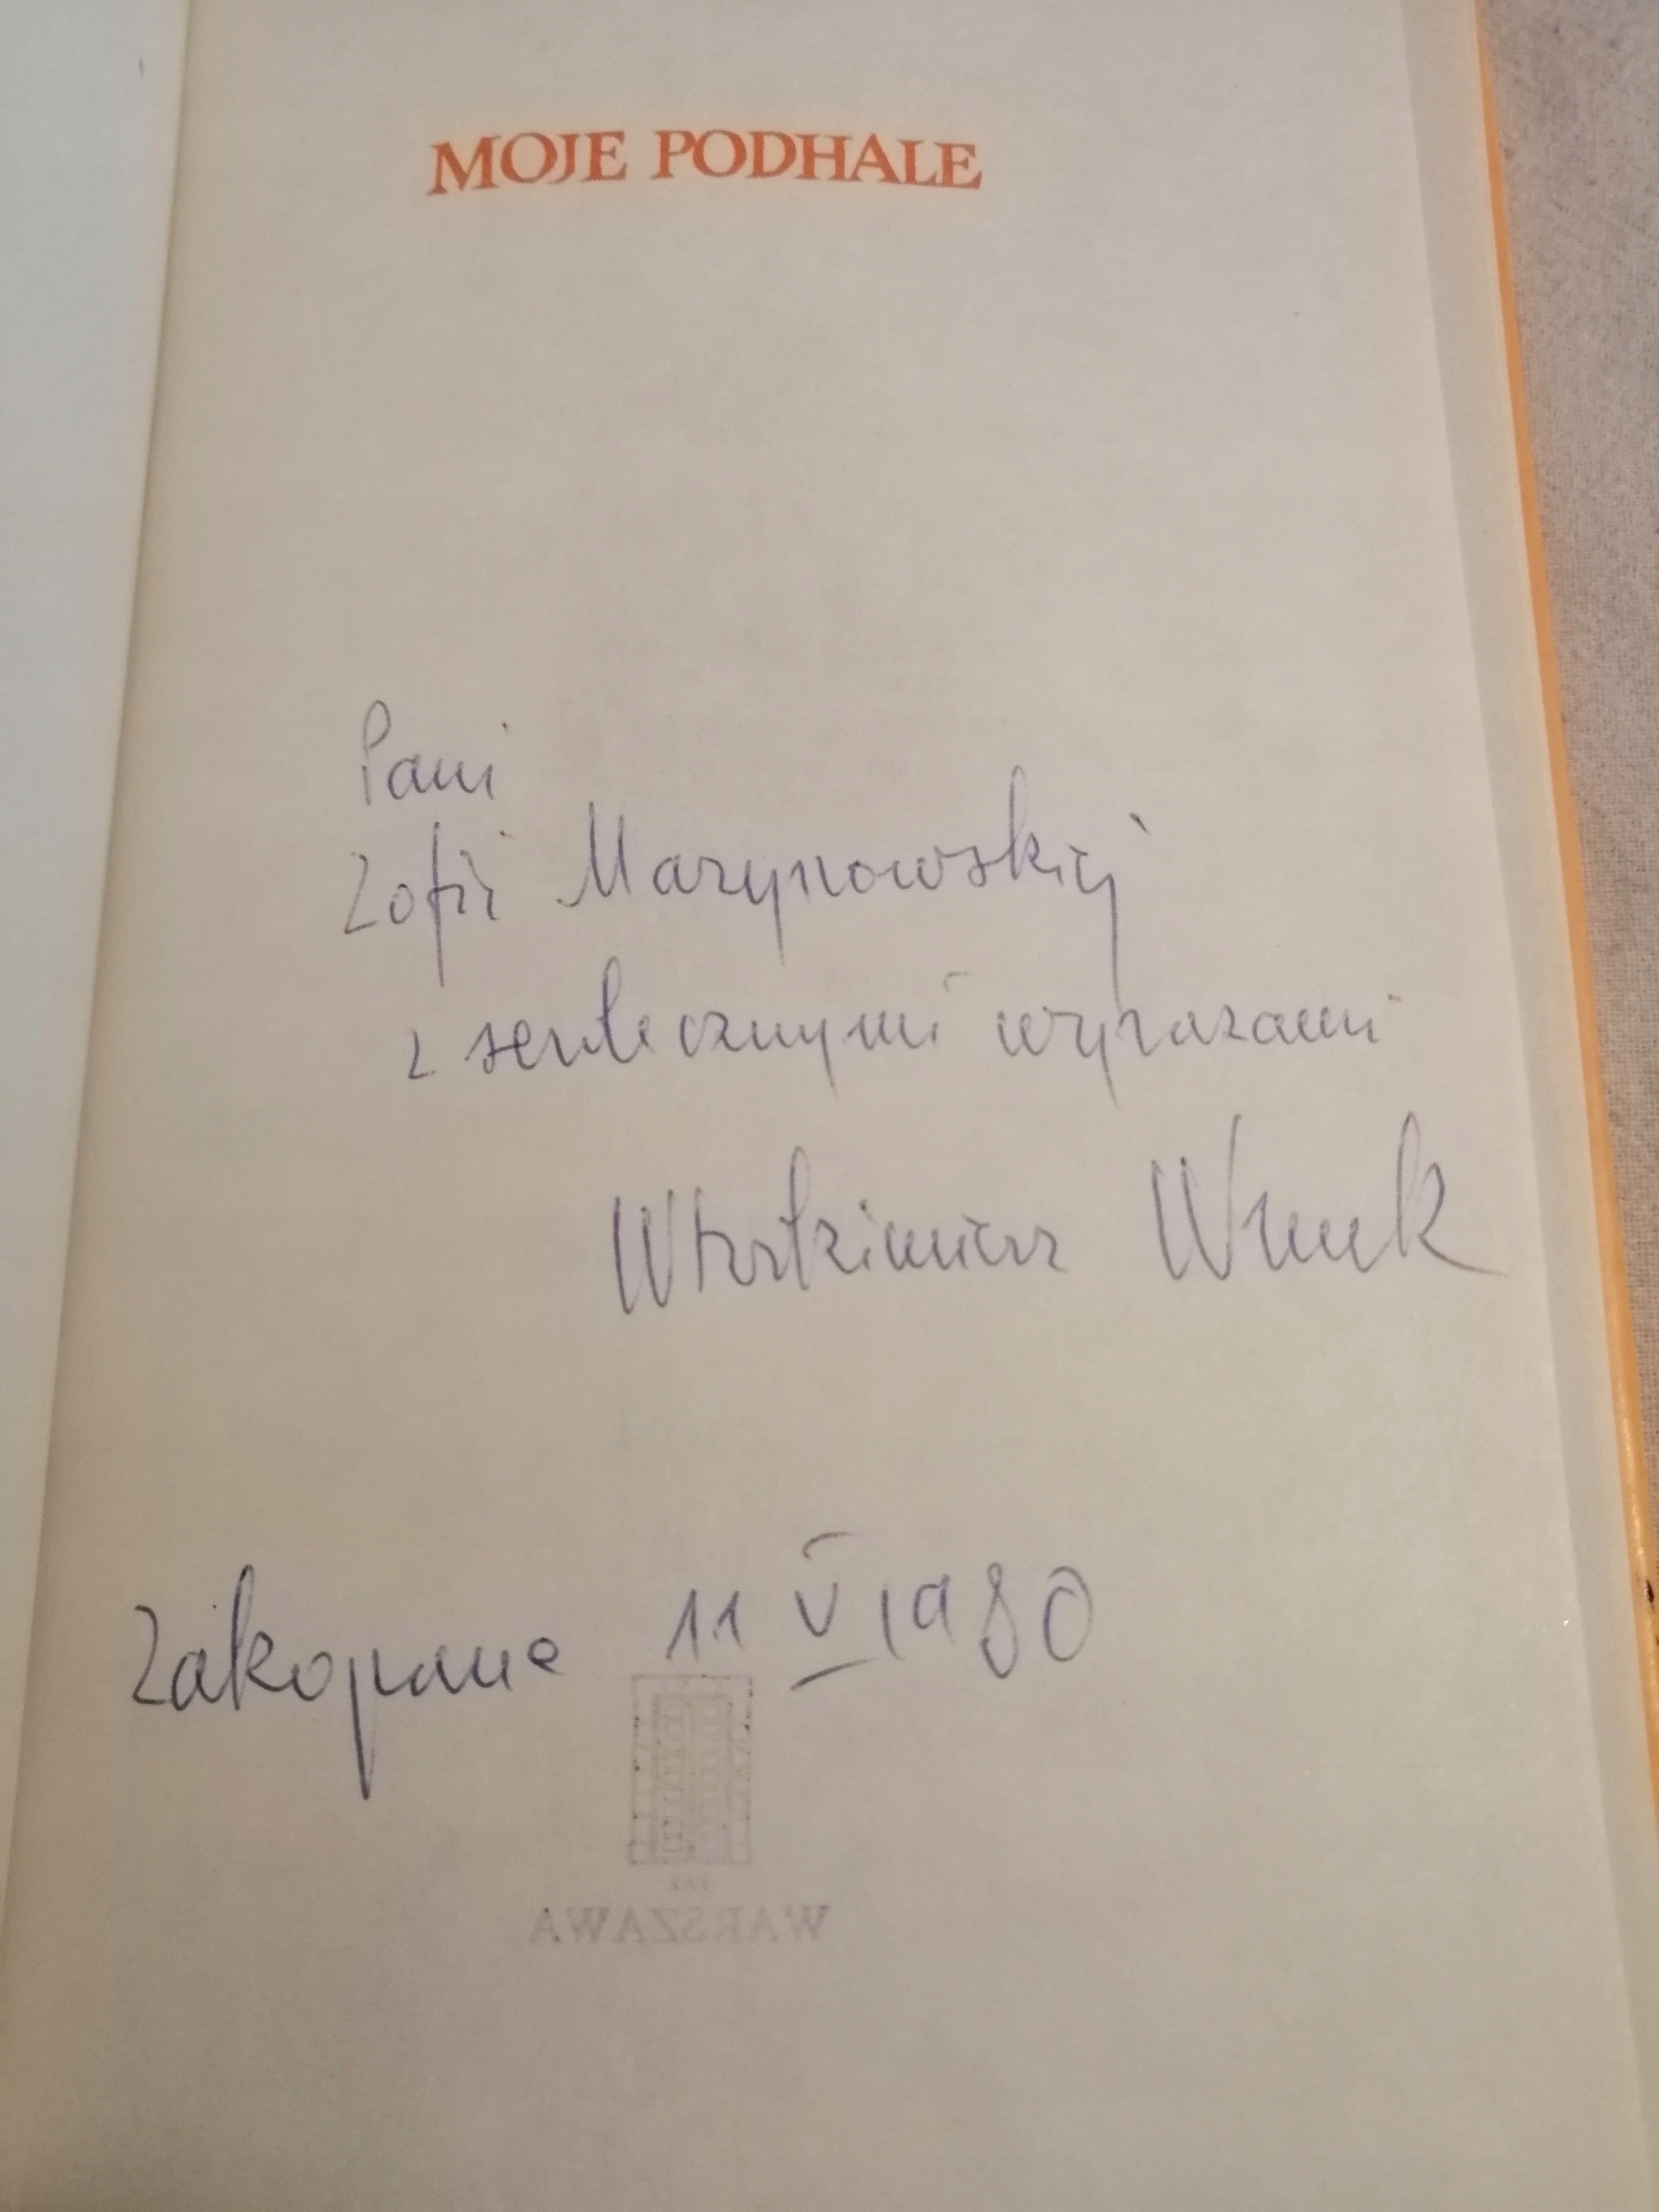 MOJE PODHALE
Pani
Zofii Marynowskiej
z serdecznymi wyrazami
Włodzimierz Wnuk
Zakopane 11 V 1980
WARSZAWA